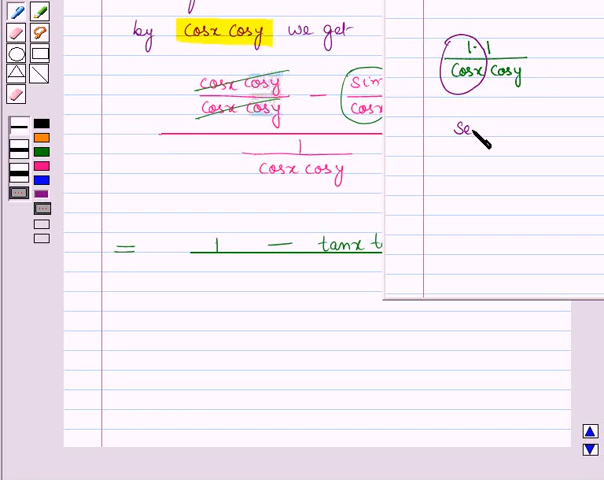 by cosx cosy we get
cosx cosy
cosx cosy
— sin
cosx
1
cosx cosy
= 1 — tanx t
1·1
cosx cosy
se